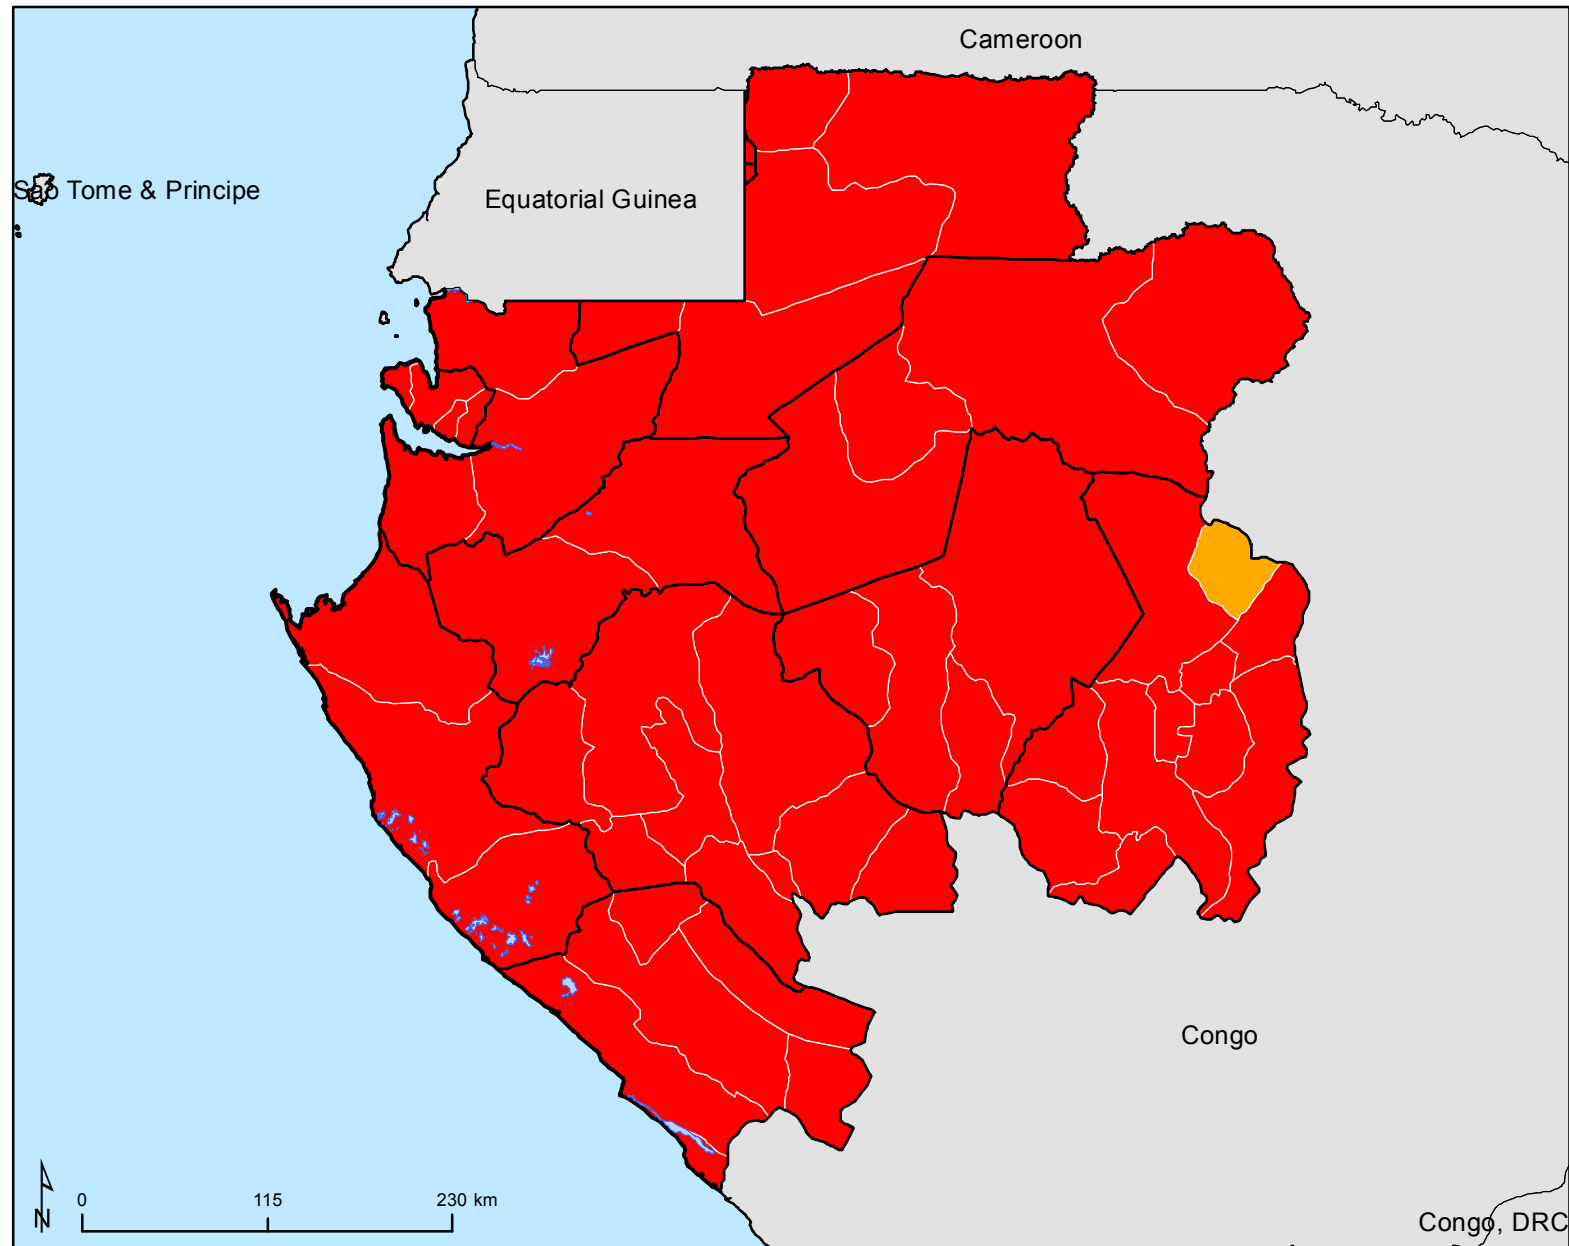 Cameroon
Sao Tome & Principe
Equatorial Guinea
Congo
N
0 115 230 km
Congo, DRC